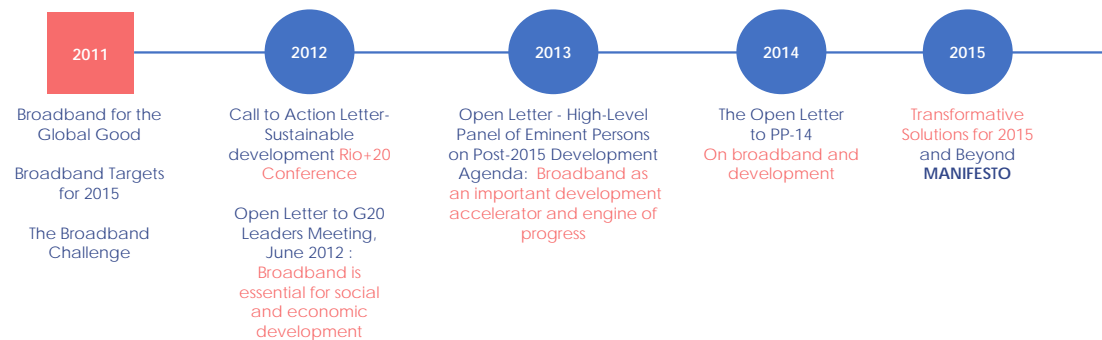 2011
Broadband for the
Global Good
Broadband Targets
for 2015
The Broadband
Challenge
2012
Call to Action Letter-
Sustainable
development Rio+20
Conference
Open Letter to G20
Leaders Meeting,
June 2012 :
Broadband is
essential for social
and economic
development
2013
Open Letter - High-Level
Panel of Eminent Persons
on Post-2015 Development
Agenda: Broadband as
an important development
accelerator and engine of
progress
2014
The Open Letter
to PP-14
On broadband and
development
2015
Transformative
Solutions for 2015
and Beyond
MANIFESTO